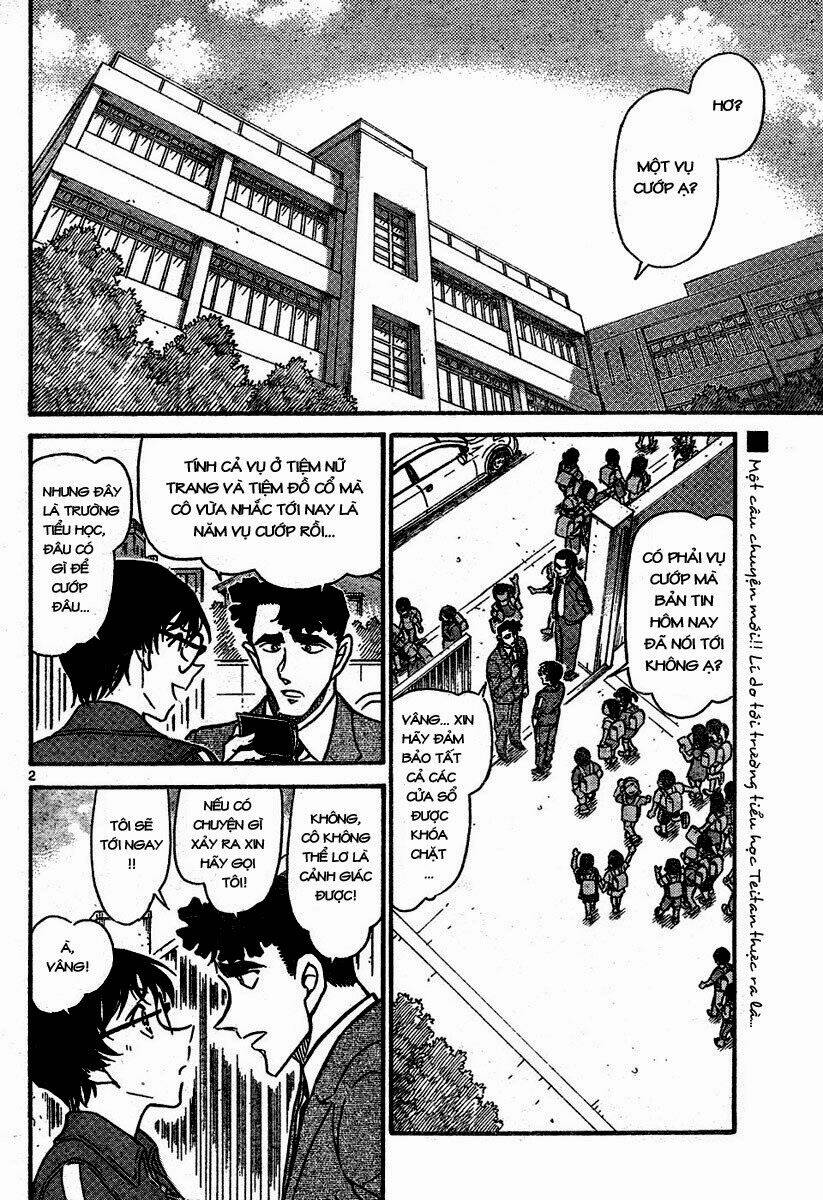 HƠ?
MỘT VỤ
CƯỚP Ạ?
Một câu chuyện mới!! Lí do tới trường tiểu học Teitan thực ra là...
CÓ PHẢI VỤ
CƯỚP MÀ
BẢN TIN
HÔM NAY
ĐÃ NÓI TỚI
KHÔNG Ạ?
VÂNG... XIN
HÃY ĐẢM
BẢO TẤT
CẢ CÁC
CỬA SỔ
ĐƯỢC
KHÓA
CHẶT
...
TÍNH CẢ VỤ Ở TIỆM NỮ
TRANG VÀ TIỆM ĐỒ CỔ MÀ
CÔ VỪA NHẮC TỚI NAY LÀ
NĂM VỤ CƯỚP RỒI...
NHƯNG ĐÂY
LÀ TRƯỜNG
TIỂU HỌC,
ĐÂU CÓ
GÌ ĐỂ
CƯỚP
ĐÂU...
2
KHÔNG,
CÔ KHÔNG
THỂ LƠ LÀ
CẢNH GIÁC
ĐƯỢC!
NẾU CÓ
CHUYỆN GÌ
XẢY RA XIN
HÃY GỌI
TÔI!
TÔI SẼ
TỚI NGAY
!!
À,
VÂNG!